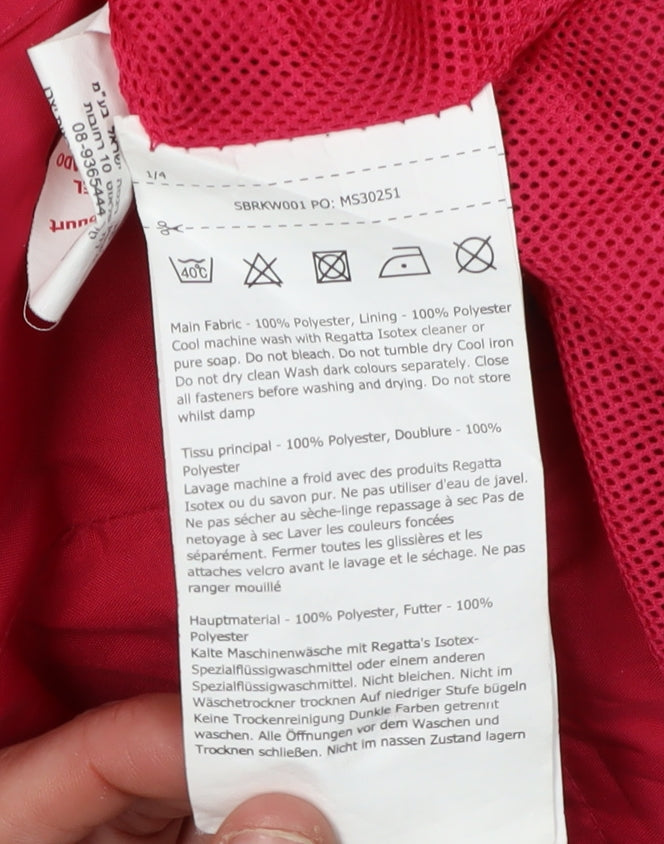 1/4
SBRKW001 PO: MS30251
40C
Main Fabric - 100% Polyester, Lining - 100% Polyester
Cool machine wash with Regatta Isotex cleaner or
pure soap. Do not bleach. Do not tumble dry Cool iron
Do not dry clean Wash dark colours separately. Close
all fasteners before washing and drying. Do not store
whilst damp
Tissu principal - 100% Polyester, Doublure - 100%
Polyester
Lavage machine a froid avec des produits Regatta
Isotex ou du savon pur. Ne pas utiliser d'eau de javel.
Ne pas sécher au sèche-linge repassage à sec Pas de
netoyage à sec Laver les couleurs foncées
séparément. Fermer toutes les glissières et les
attaches velcro avant le lavage et le séchage. Ne pas
ranger mouillé
Hauptmaterial - 100% Polyester, Futter - 100%
Polyester
Kalte Maschinenwäsche mit Regatta's Isotex-
Spezialflüssigwaschmittel oder einem anderen
Spezialflüssigwaschmittel. Nicht bleichen. Nicht im
Wäschetrockner trocknen Auf niedriger Stufe bügeln
Keine Trockenreinigung Dunkle Farben getrennt
waschen. Alle Öffnungen vor dem Waschen und
Trocknen schließen. Nicht im nassen Zustand lagern
10 רחובות
08-9365444